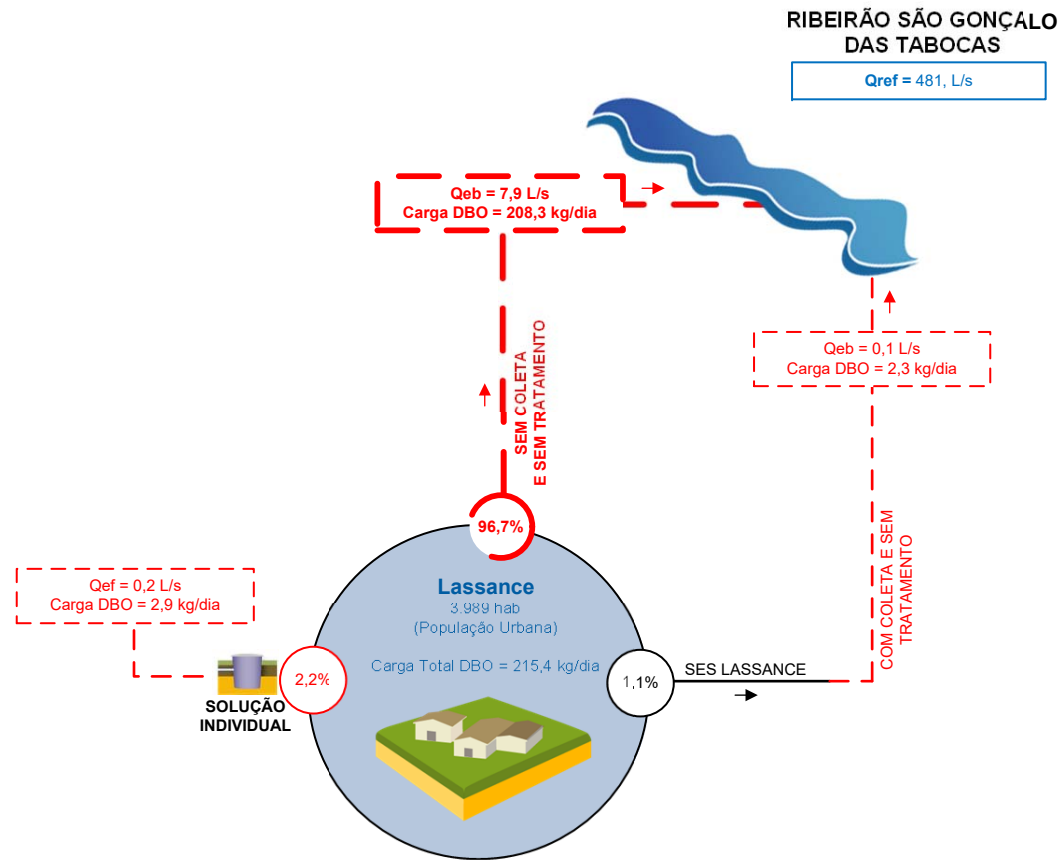 RIBEIRÃO SÃO GONÇALO
DAS TABOCAS
Qref = 481, L/s
Qeb = 7,9 L/s
Carga DBO = 208,3 kg/dia
SEM COLETA
E SEM TRATAMENTO
Qeb = 0,1 L/s
Carga DBO = 2,3 kg/dia
COM COLETA E SEM
TRATAMENTO
96,7%
Lassance
3.989 hab
(População Urbana)
Carga Total DBO = 215,4 kg/dia
Qef = 0,2 L/s
Carga DBO = 2,9 kg/dia
2,2%
SOLUÇÃO
INDIVIDUAL
1,1%
SES LASSANCE